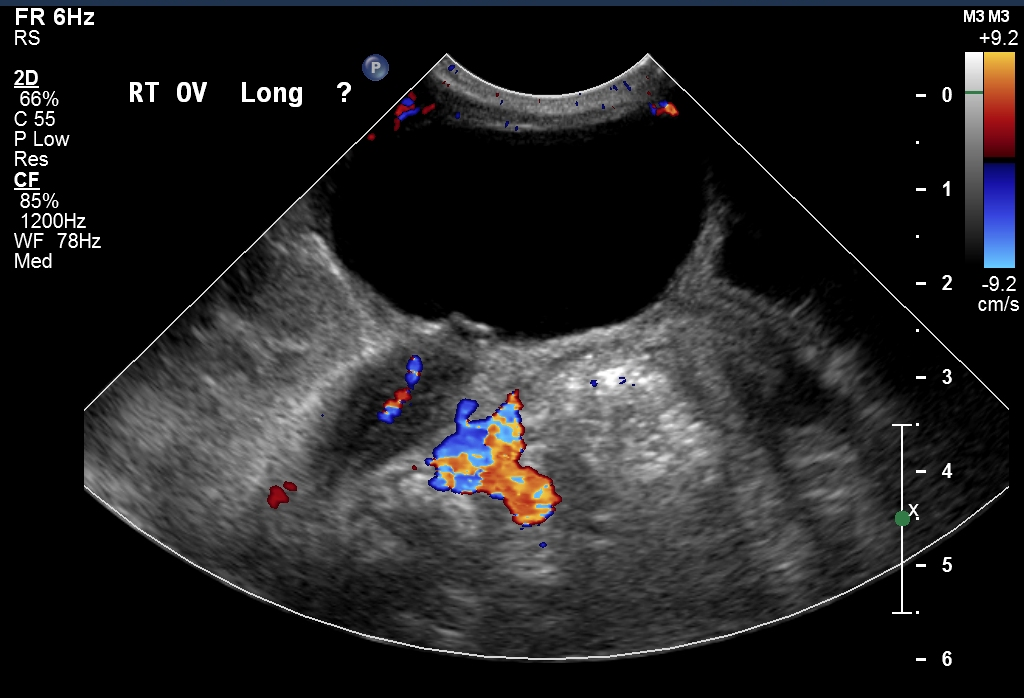 FR 6Hz
RS
2D
66%
C 55
P Low
Res
CF
85%
1200Hz
WF 78Hz
Med
P
RT OV Long ?
M3 M3
+9.2
-9.2
cm/s
0
1
2
3
4
x
5
6